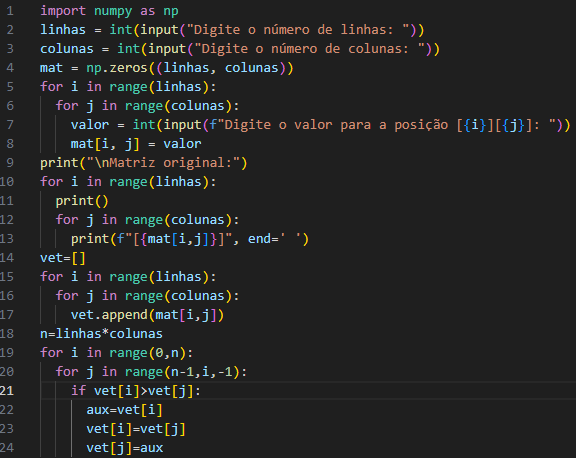 1 import numpy as np
2 linhas = int(input("Digite o número de linhas: "))
3 colunas = int(input("Digite o número de colunas: "))
4 mat = np.zeros((linhas, colunas))
5 for i in range(linhas):
6   for j in range(colunas):
7     valor = int(input(f"Digite o valor para a posição [{i}][{j}]: "))
8     mat[i, j] = valor
9 print("\nMatriz original:")
10 for i in range(linhas):
11   print()
12   for j in range(colunas):
13     print(f"[{mat[i,j]}]", end=' ')
14 vet=[]
15 for i in range(linhas):
16   for j in range(colunas):
17     vet.append(mat[i,j])
18 n=linhas*colunas
19 for i in range(0,n):
20   for j in range(n-1,i,-1):
21     if vet[i]>vet[j]:
22       aux=vet[i]
23       vet[i]=vet[j]
24       vet[j]=aux